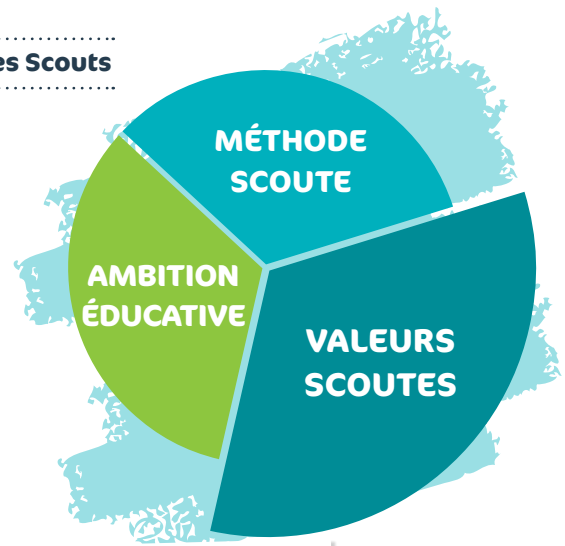 es Scouts
MÉTHODE
SCOUTE
AMBITION
ÉDUCATIVE
VALEURS
SCOUTES